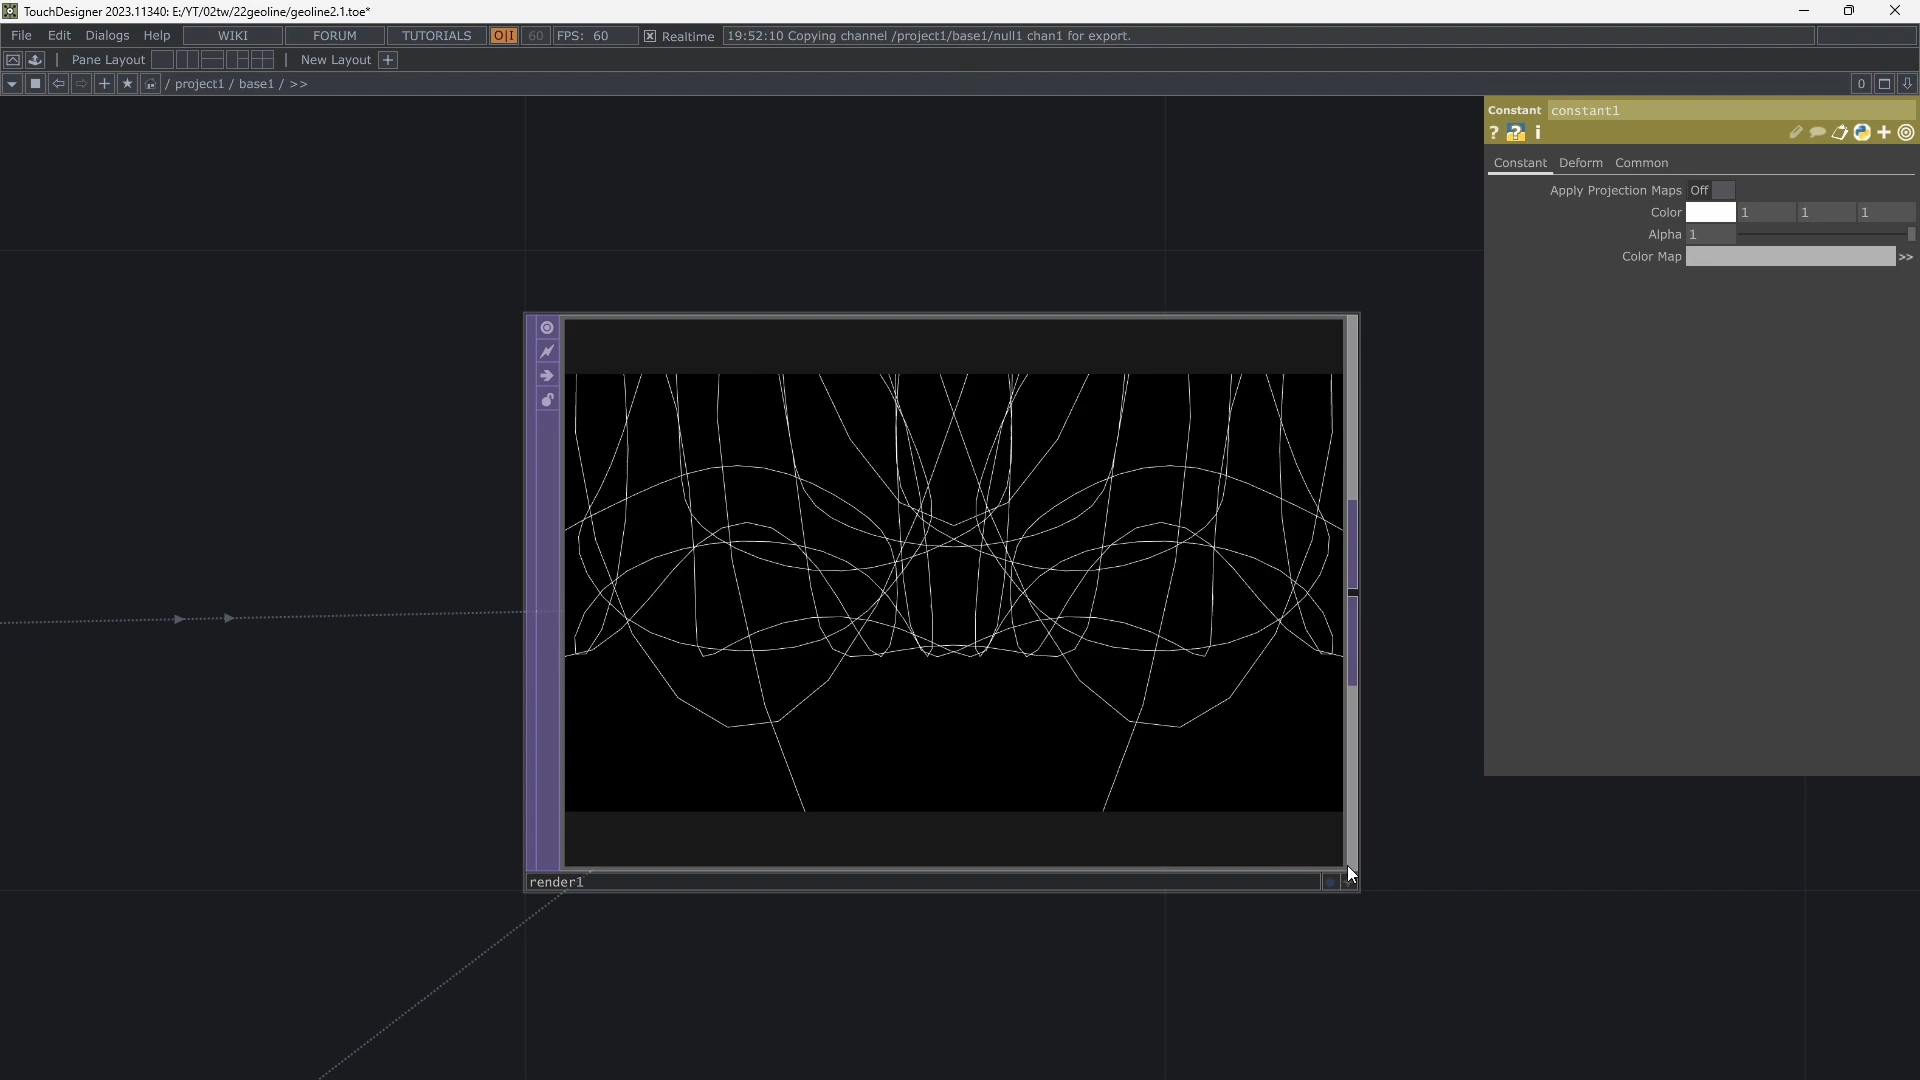 TouchDesigner 2023.11340: E:/YT/02tw/22geoline/geoline2.1.toe*
File Edit Dialogs Help WIKI FORUM TUTORIALS O|I 60 FPS: 60 Realtime 19:52:10 Copying channel /project1/base1/null1 chan1 for export.
Pane Layout New Layout +
/ project1 / base1 / >> 0
Constant constant1
? ? i
Constant Deform Common
Apply Projection Maps Off
Color 1 1 1
Alpha 1
Color Map >>
render1